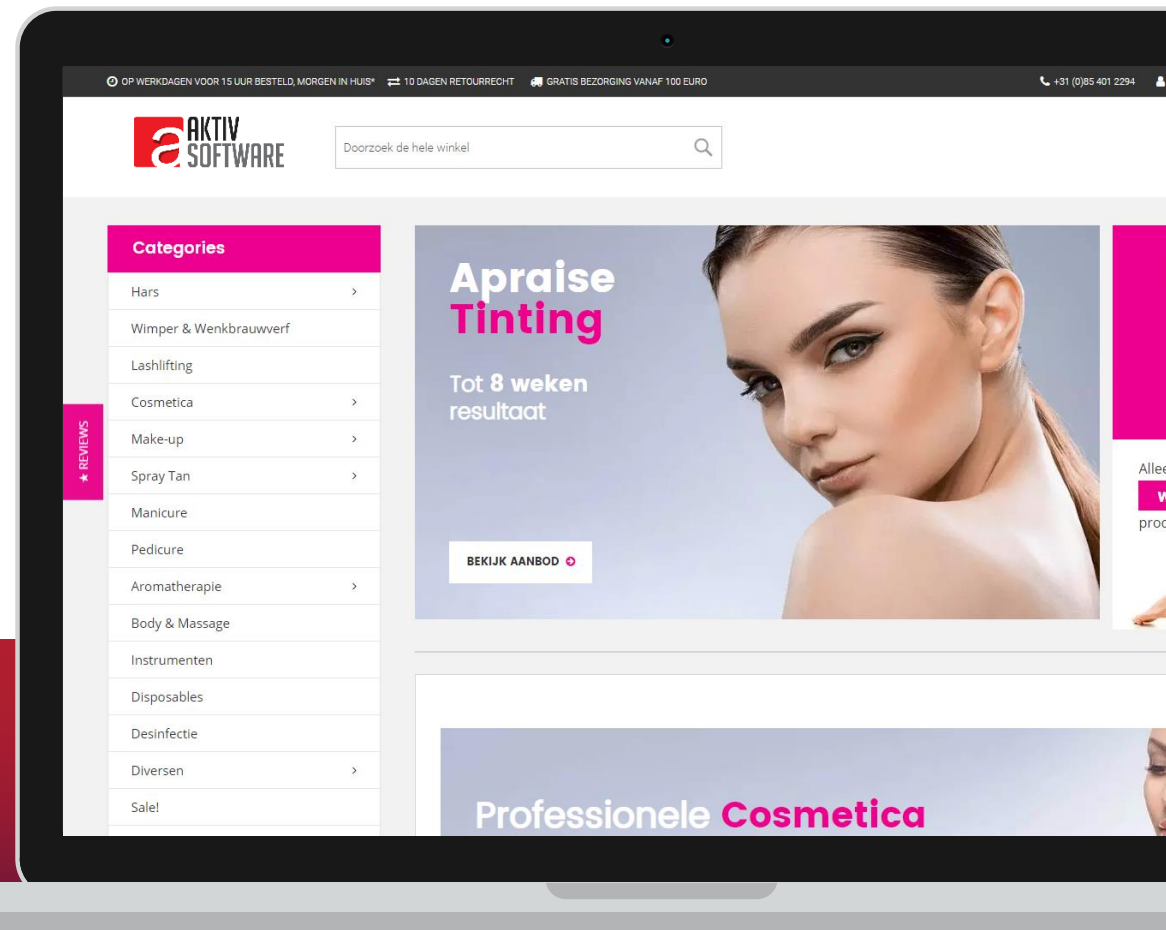 OP WERKDAGEN VOOR 15 UUR BESTELD, MORGEN IN HUIS* 10 DAGEN RETOURRECHT GRATIS BEZORGING VANAF 100 EURO +31 (0)85 401 2294
AKTIV
SOFTWARE
Doorzoek de hele winkel
Categories
Hars
Wimper & Wenkbrauwverf
Lashlifting
Cosmetica
Make-up
Spray Tan
Manicure
Pedicure
Aromatherapie
Body & Massage
Instrumenten
Disposables
Desinfectie
Diversen
Sale!
★ REVIEWS
Apraise
Tinting
Tot 8 weken
resultaat
BEKIJK AANBOD
Professionele Cosmetica